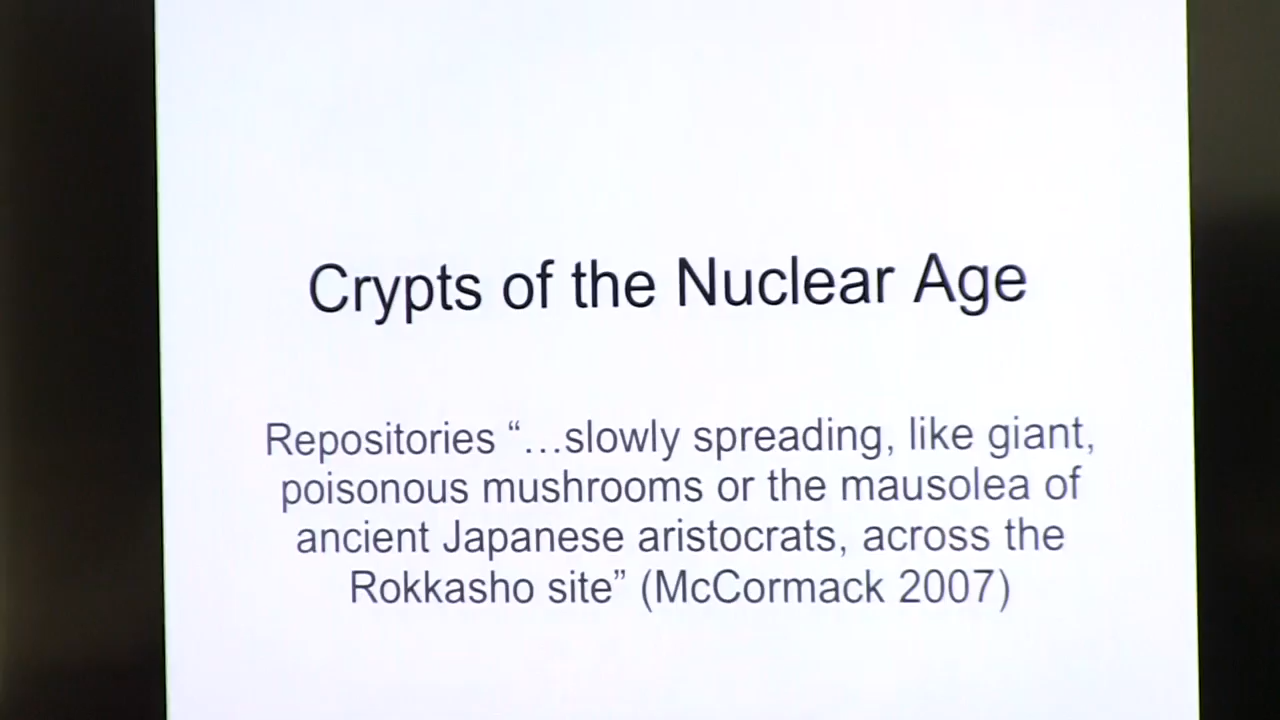 Crypts of the Nuclear Age
Repositories “…slowly spreading, like giant,
poisonous mushrooms or the mausolea of
ancient Japanese aristocrats, across the
Rokkasho site” (McCormack 2007)